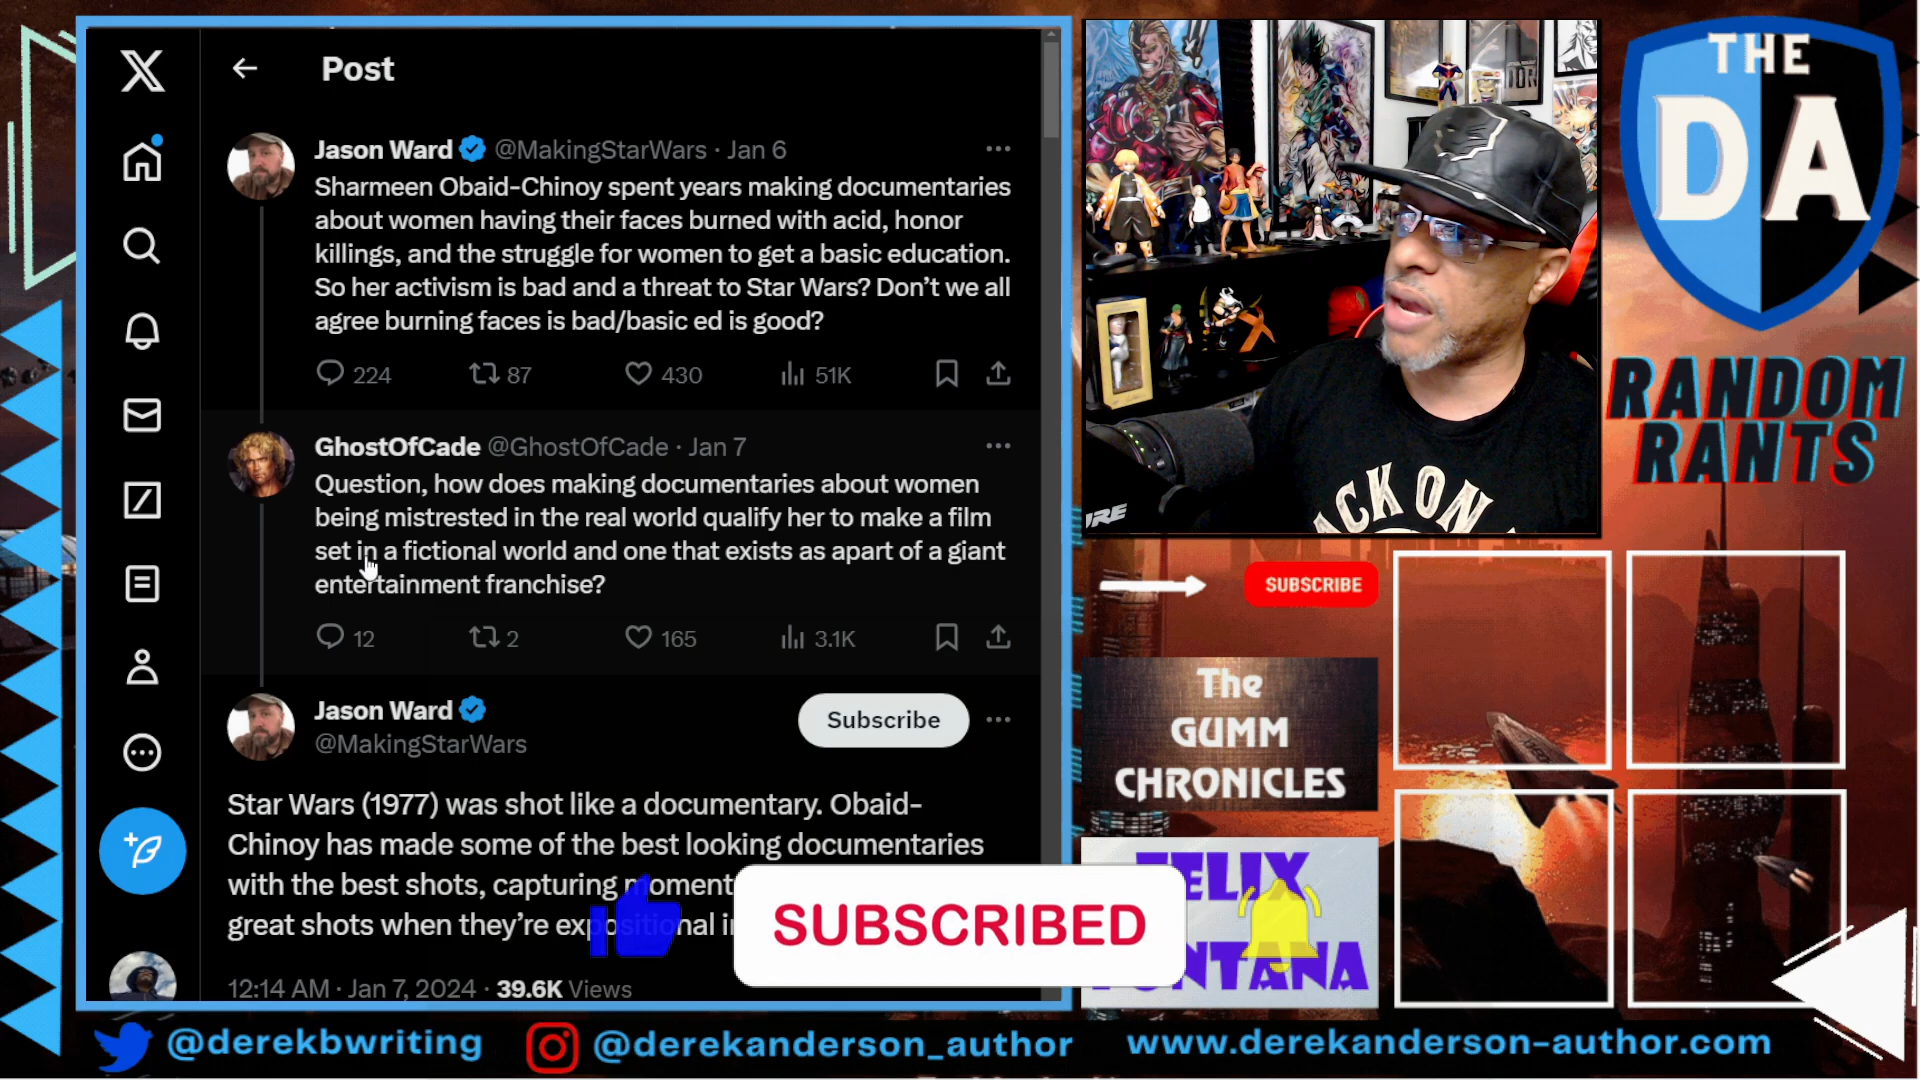 Post
Jason Ward @MakingStarWars · Jan 6
Sharmeen Obaid-Chinoy spent years making documentaries
about women having their faces burned with acid, honor
killings, and the struggle for women to get a basic education.
So her activism is bad and a threat to Star Wars? Don’t we all
agree burning faces is bad/basic ed is good?
224 87 430 51K
GhostOfCade @GhostOfCade · Jan 7
Question, how does making documentaries about women
being mistrested in the real world qualify her to make a film
set in a fictional world and one that exists as apart of a giant
entertainment franchise?
12 2 165 3.1K
Jason Ward
@MakingStarWars
Subscribe
Star Wars (1977) was shot like a documentary. Obaid-
Chinoy has made some of the best looking documentaries
with the best shots, capturing moment
great shots when they’re expositional i
12:14 AM · Jan 7, 2024 · 39.6K Views
SUBSCRIBED
THE
DA
RANDOM
RANTS
ACK ON
URE
SUBSCRIBE
The
GUMM
CHRONICLES
FELIX
FONTANA
@derekbwriting
@derekanderson_author
www.derekanderson-author.com